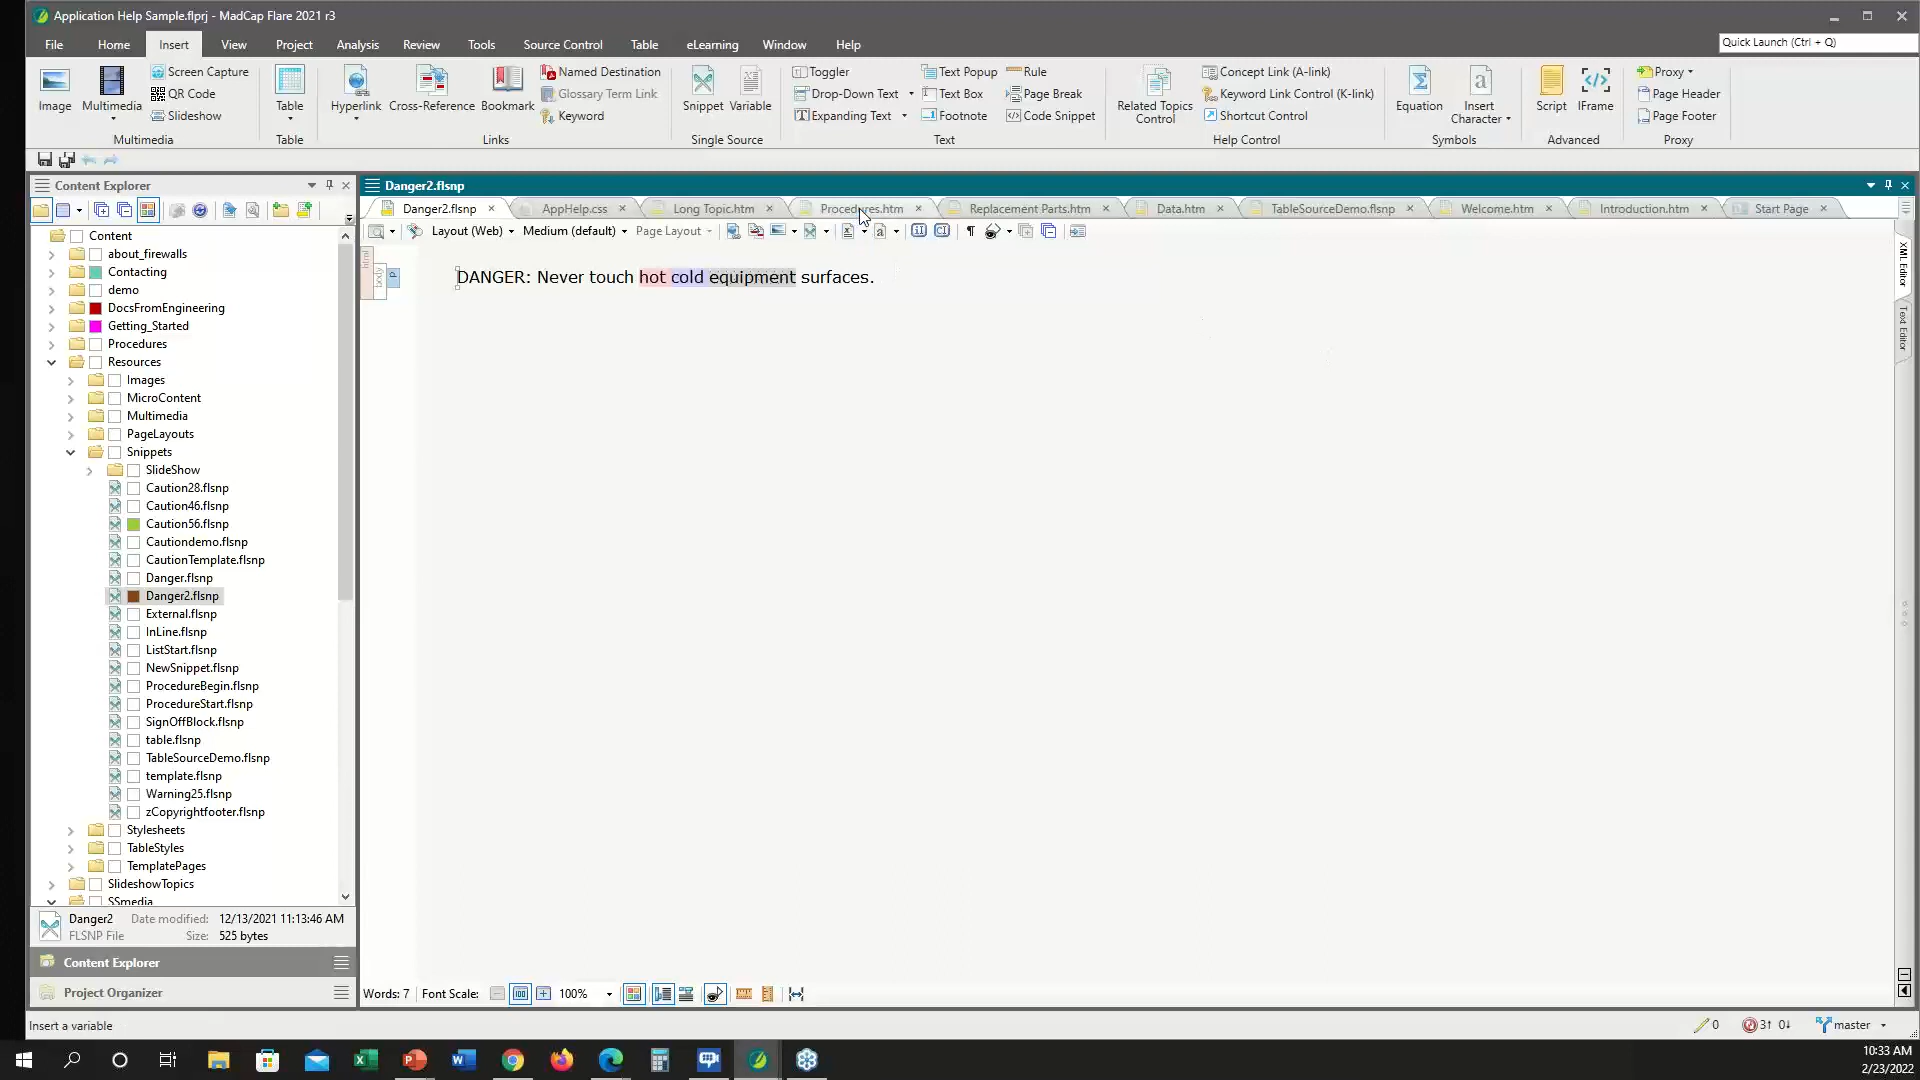 Application Help Sample.flprj - MadCap Flare 2021 r3
File Home Insert View Project Analysis Review Tools Source Control Table eLearning Window Help
Quick Launch (Ctrl + Q)
Screen Capture Named Destination Toggler Text Popup Rule Concept Link (A-link) Proxy
QR Code Glossary Term Link Drop-Down Text Text Box Page Break Keyword Link Control (K-link) Page Header
Image Multimedia Table Hyperlink Cross-Reference Bookmark Snippet Variable Related Topics Control Equation Insert Character Script IFrame
Slideshow Keyword Expanding Text Footnote Code Snippet Shortcut Control Page Footer
Multimedia Table Links Single Source Text Help Control Symbols Advanced Proxy
Content Explorer
Danger2.flsnp
Danger2.flsnp AppHelp.css Long Topic.htm Procedures.htm Replacement Parts.htm Data.htm TableSourceDemo.flsnp Welcome.htm Introduction.htm Start Page
Layout (Web) Medium (default) Page Layout
html
body
p
DANGER: Never touch hot cold equipment surfaces.
XML Editor
Text Editor
Content
about_firewalls
Contacting
demo
DocsFromEngineering
Getting_Started
Procedures
Resources
Images
MicroContent
Multimedia
PageLayouts
Snippets
SlideShow
Caution28.flsnp
Caution46.flsnp
Caution56.flsnp
Cautiondemo.flsnp
CautionTemplate.flsnp
Danger.flsnp
Danger2.flsnp
External.flsnp
InLine.flsnp
ListStart.flsnp
NewSnippet.flsnp
ProcedureBegin.flsnp
ProcedureStart.flsnp
SignOffBlock.flsnp
table.flsnp
TableSourceDemo.flsnp
template.flsnp
Warning25.flsnp
zCopyrightfooter.flsnp
Stylesheets
TableStyles
TemplatePages
SlideshowTopics
SSmedia
Danger2 Date modified: 12/13/2021 11:13:46 AM
FLSNP File Size: 525 bytes
Content Explorer
Project Organizer
Words: 7 Font Scale: 100%
Insert a variable
0 3↑ 0↓ master
10:33 AM
2/23/2022